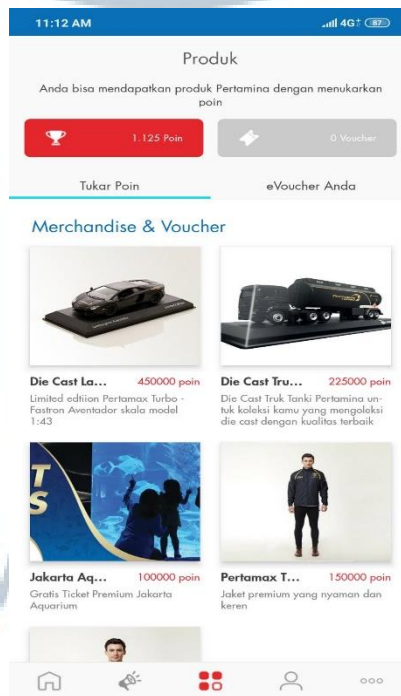 11:12 AM
4G+ 87
Produk
Anda bisa mendapatkan produk Pertamina dengan menukarkan
poin
1.125 Poin
0 Voucher
Tukar Poin
eVoucher Anda
Merchandise & Voucher
Die Cast La... 450000 poin
Limited edtiion Pertamax Turbo -
Fastron Aventador skala model
1:43
Die Cast Tru... 225000 poin
Die Cast Truk Tanki Pertamina un-
tuk koleksi kamu yang mengoleksi
die cast dengan kualitas terbaik
T
S
Jakarta Aq... 100000 poin
Gratis Ticket Premium Jakarta
Aquarium
Pertamax T... 150000 poin
Jaket premium yang nyaman dan
keren